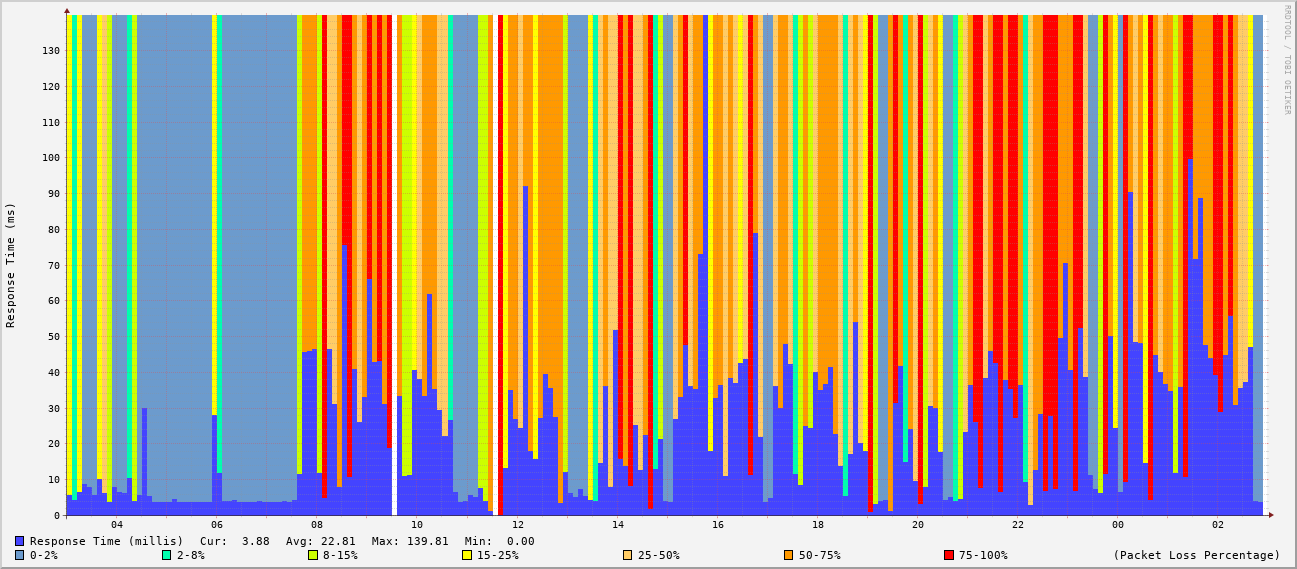 RRDTOOL / TOBI OETIKER
Response Time (ms)
130
120
110
100
90
80
70
60
50
40
30
20
10
0
04 06 08 10 12 14 16 18 20 22 00 02
Response Time (millis) Cur: 3.88 Avg: 22.81 Max: 139.81 Min: 0.00
0-2% 2-8% 8-15% 15-25% 25-50% 50-75% 75-100% (Packet Loss Percentage)